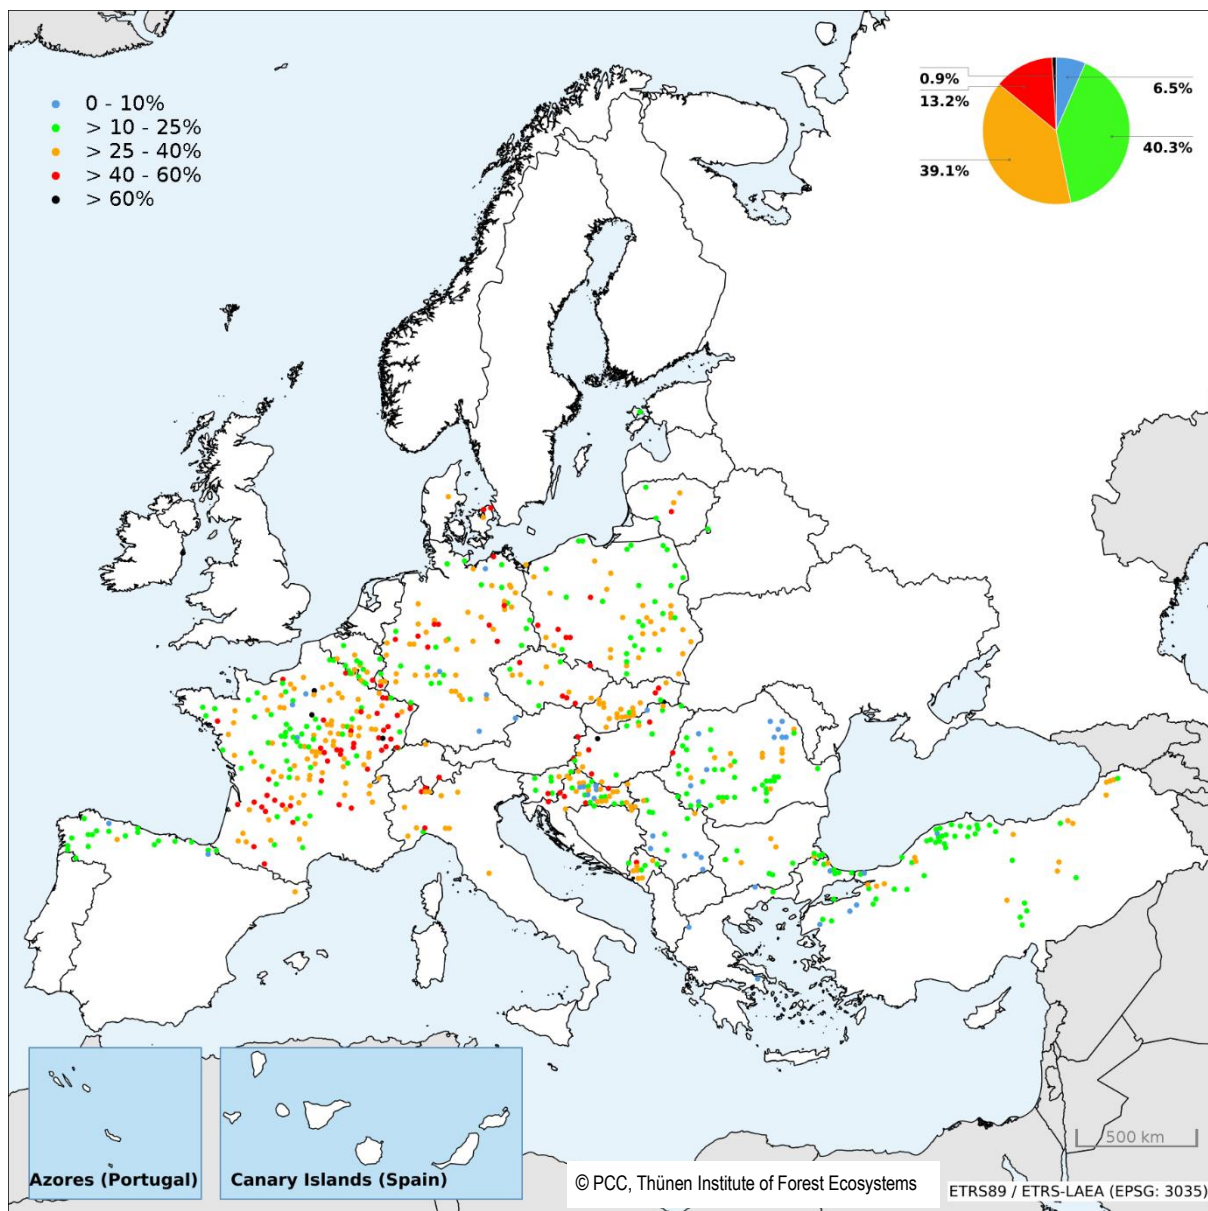 0 - 10%
> 10 - 25%
> 25 - 40%
> 40 - 60%
> 60%
0.9%
13.2%
39.1%
6.5%
40.3%
Azores (Portugal)
Canary Islands (Spain)
© PCC, Thünen Institute of Forest Ecosystems
500 km
ETRS89 / ETRS-LAEA (EPSG: 3035)